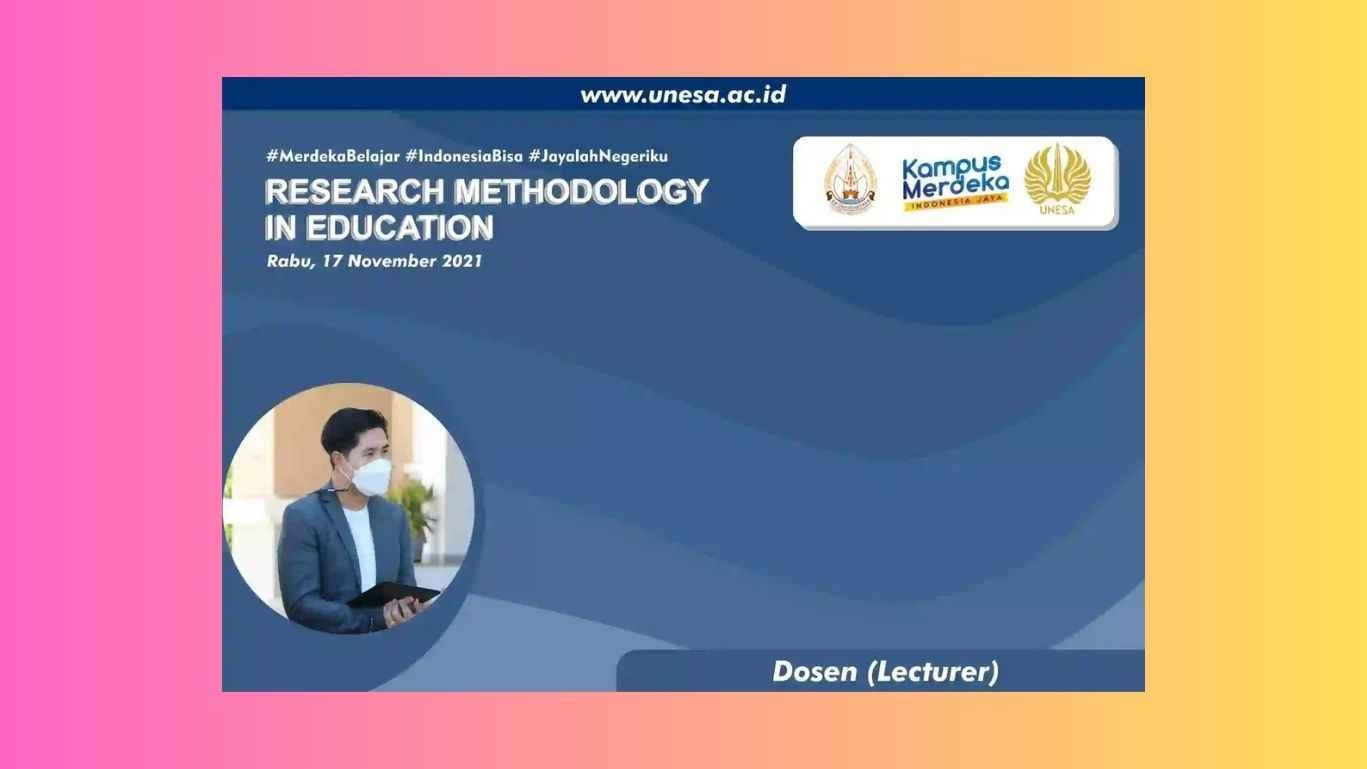 www.unesa.ac.id
#MerdekaBelajar #IndonesiaBisa #JayalahNegeriku
RESEARCH METHODOLOGY
IN EDUCATION
Rabu, 17 November 2021
Kampus
Merdeka
INDONESIA JAYA
UNESA
Dosen (Lecturer)